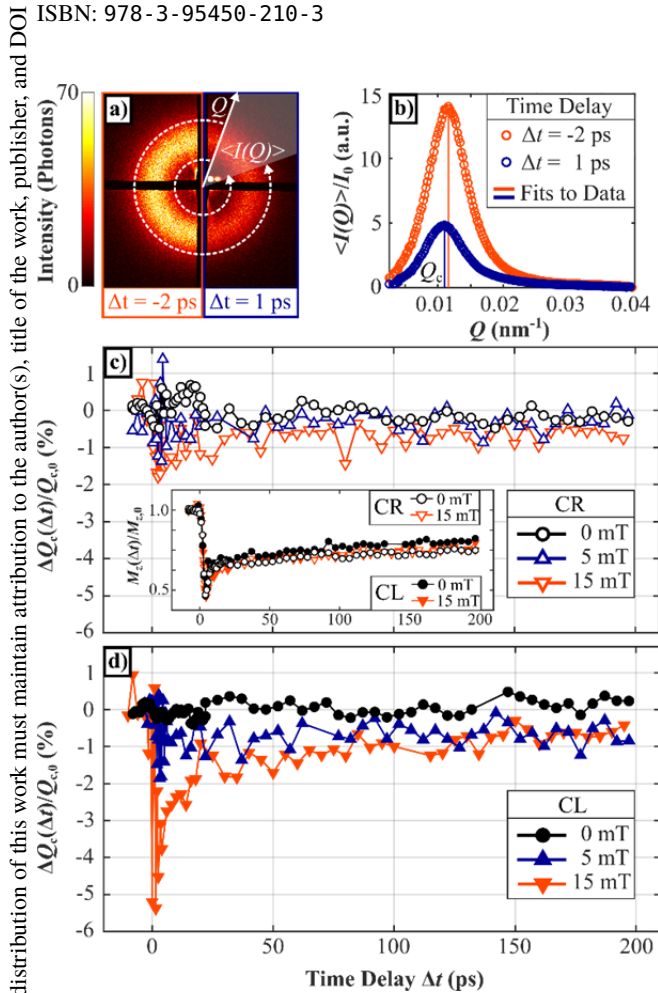 ISBN: 978-3-95450-210-3
distribution of this work must maintain attribution to the author(s), title of the work, publisher, and DOI
70
Intensity (Photons)
0
a)
Q
<I(Q)>
Δt = -2 ps
Δt = 1 ps
b)
15
10
5
0
<I(Q)>/I0 (a.u.)
Time Delay
Δt = -2 ps
Δt = 1 ps
Fits to Data
Qc
0.01
0.02
0.03
0.04
Q (nm-1)
c)
1
0
-1
-2
-3
-4
-5
-6
ΔQc(Δt)/Qc,0 (%)
1.0
0.5
Mz(Δt)/Mz,0
CR
0 mT
15 mT
CL
0 mT
15 mT
0
50
100
150
200
CR
0 mT
5 mT
15 mT
d)
1
0
-1
-2
-3
-4
-5
-6
ΔQc(Δt)/Qc,0 (%)
CL
0 mT
5 mT
15 mT
0
50
100
150
200
Time Delay Δt (ps)